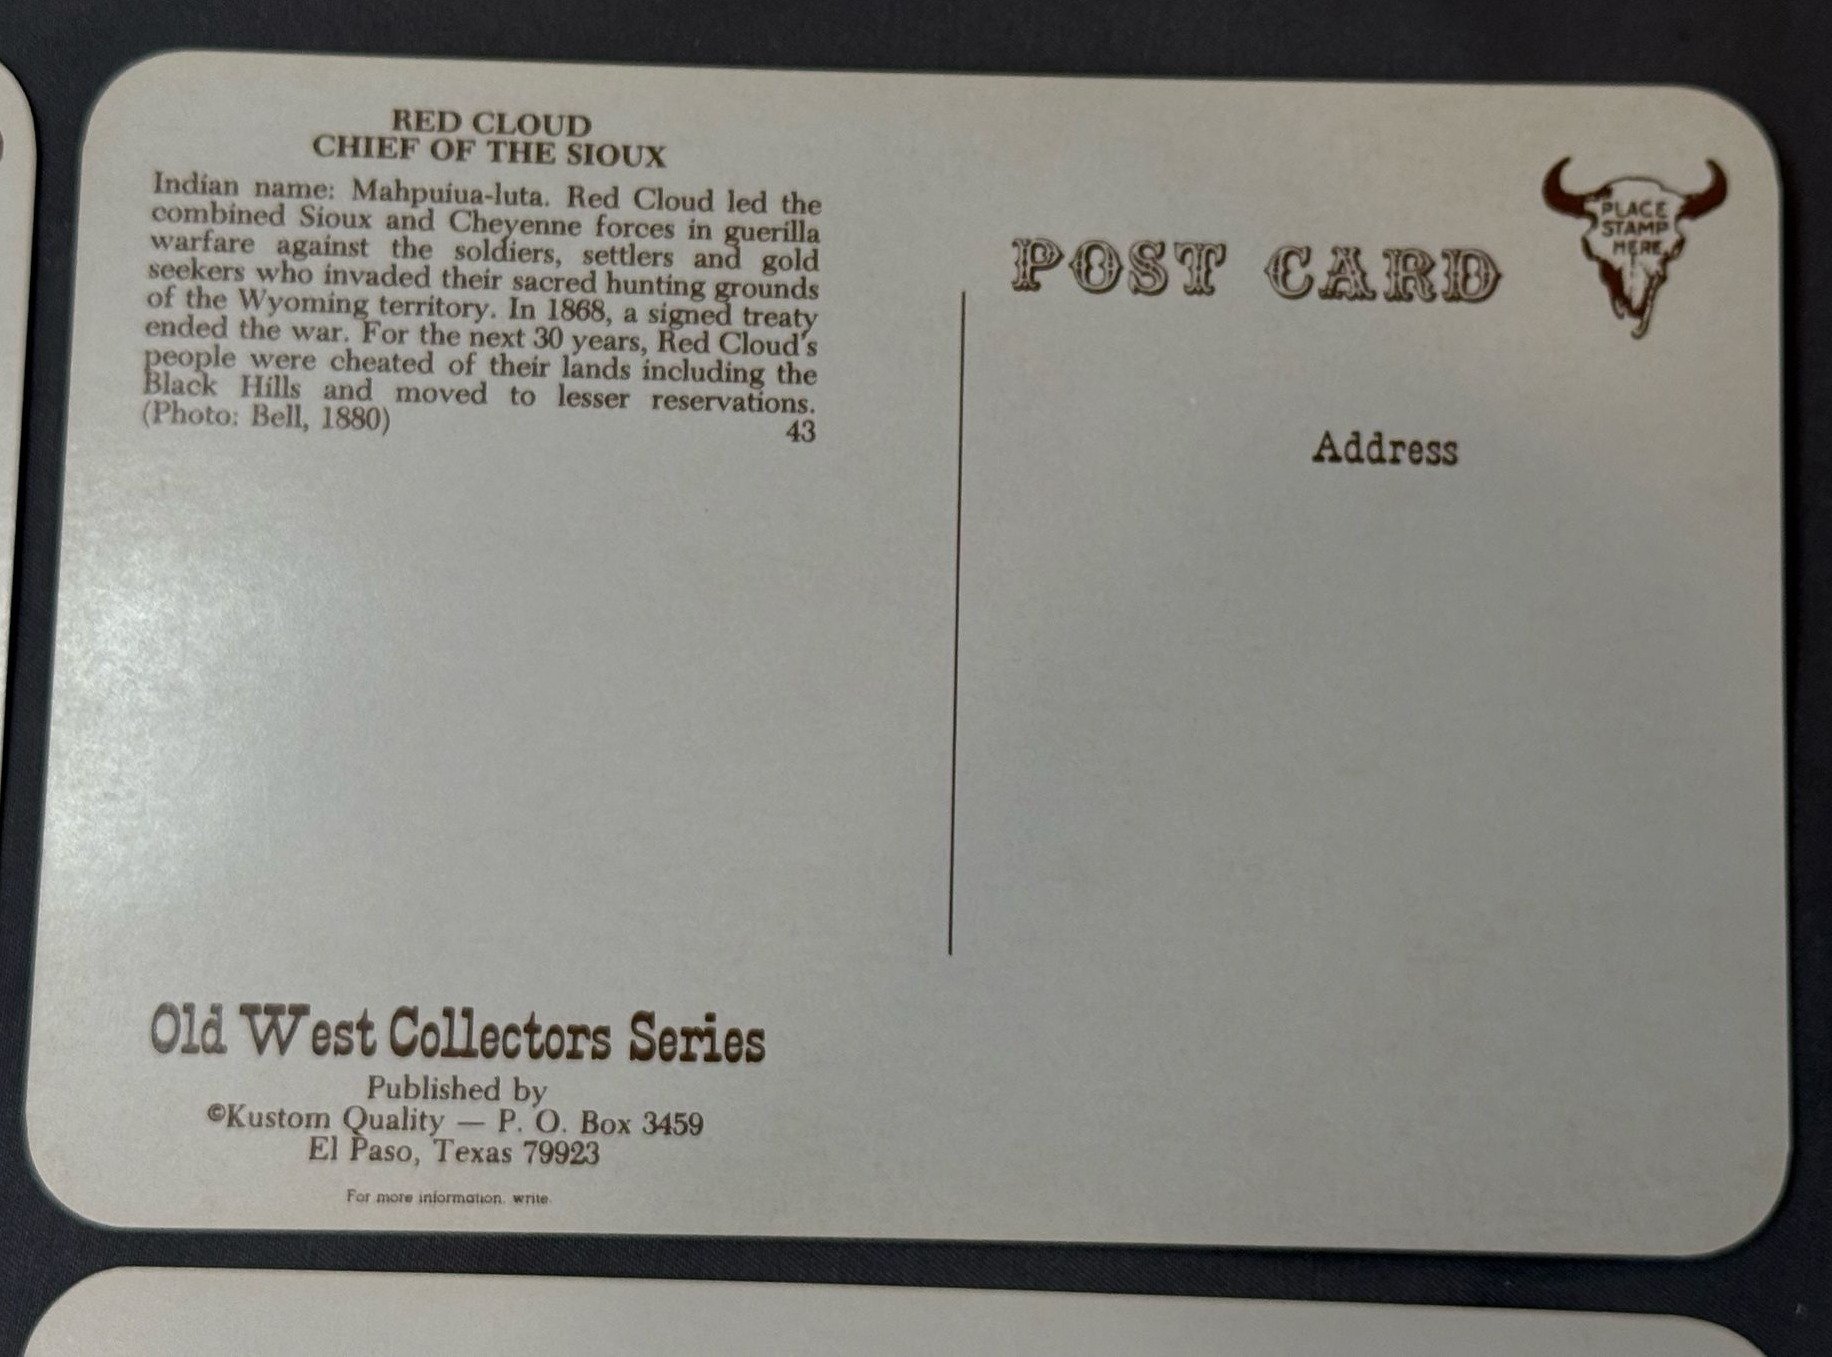 RED CLOUD
CHIEF OF THE SIOUX
Indian name: Mahpuiua-luta. Red Cloud led the
combined Sioux and Cheyenne forces in guerilla
warfare against the soldiers, settlers and gold
seekers who invaded their sacred hunting grounds
of the Wyoming territory. In 1868, a signed treaty
ended the war. For the next 30 years, Red Cloud's
people were cheated of their lands including the
Black Hills and moved to lesser reservations.
(Photo: Bell, 1880)
43
POST CARD
PLACE
STAMP
HERE
Address
Old West Collectors Series
Published by
©Kustom Quality — P. O. Box 3459
El Paso, Texas 79923
For more information, write.